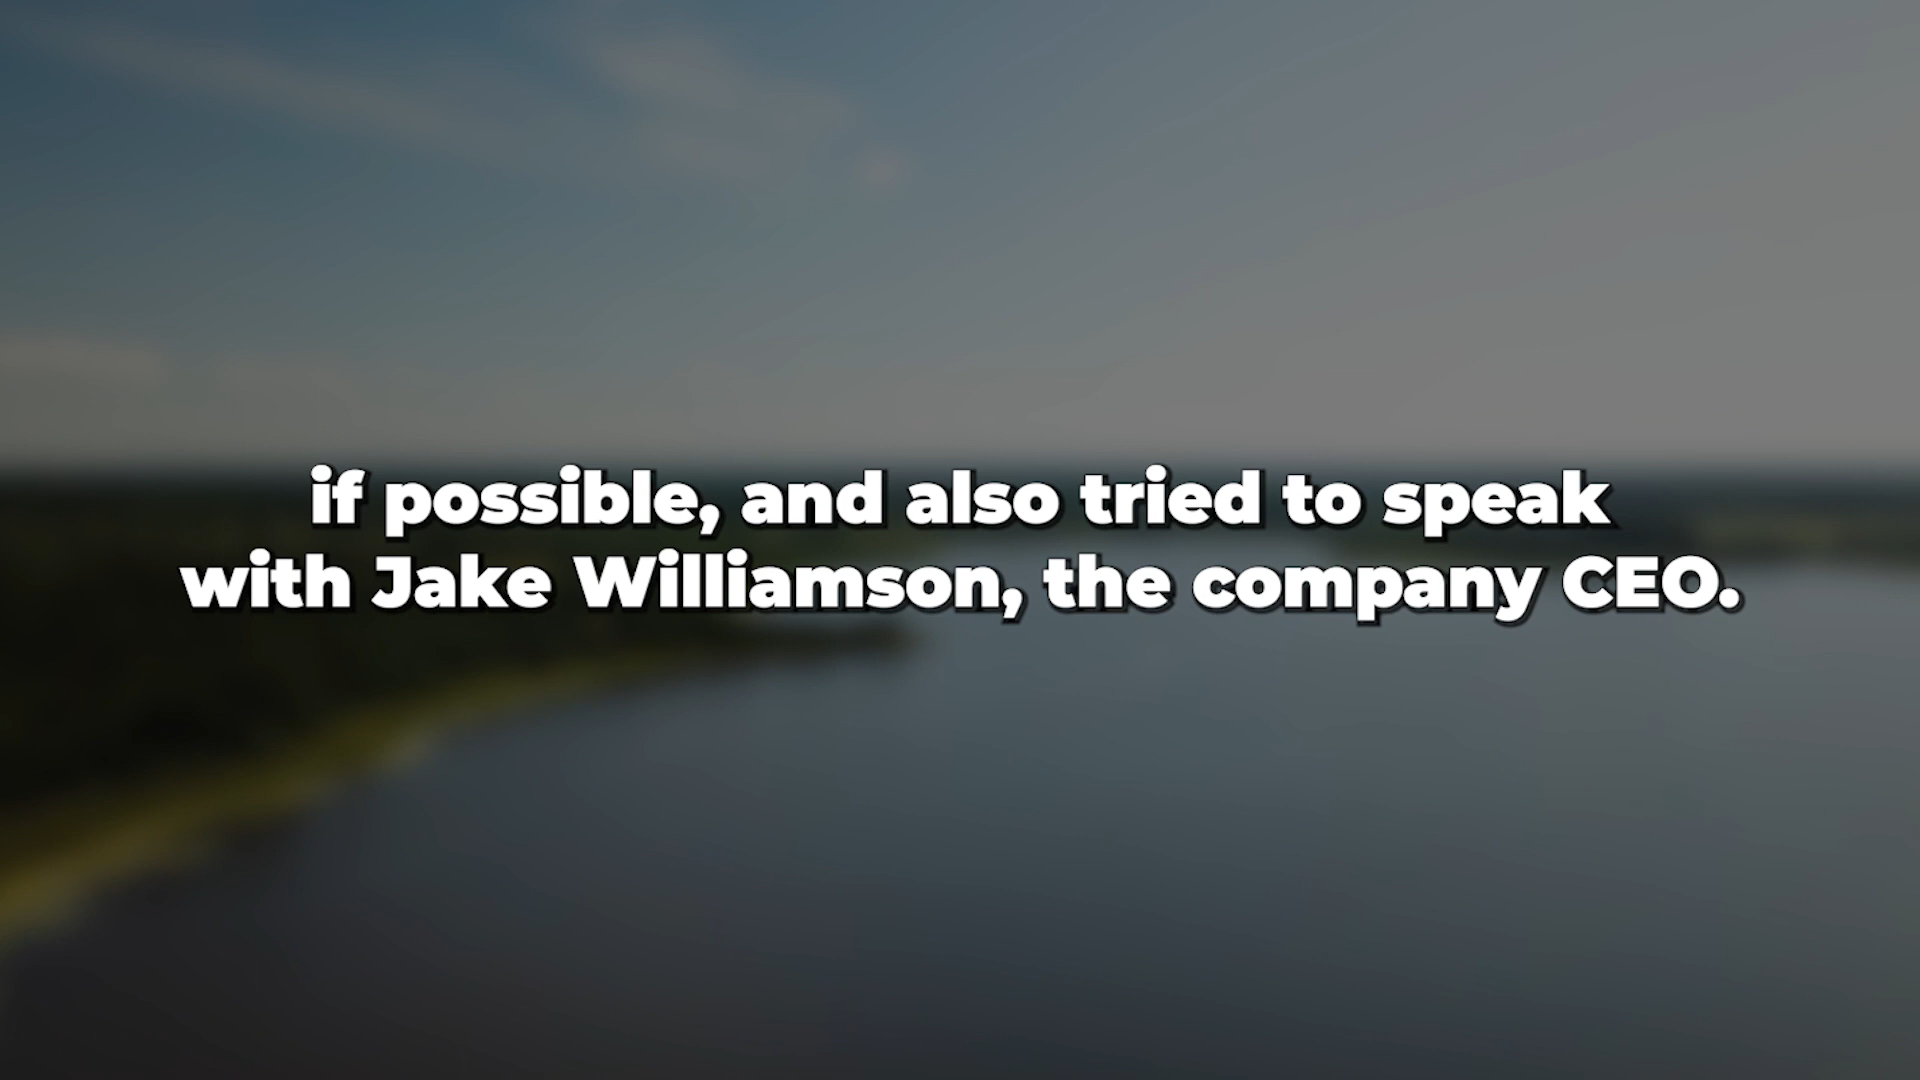 if possible, and also tried to speak
with Jake Williamson, the company CEO.